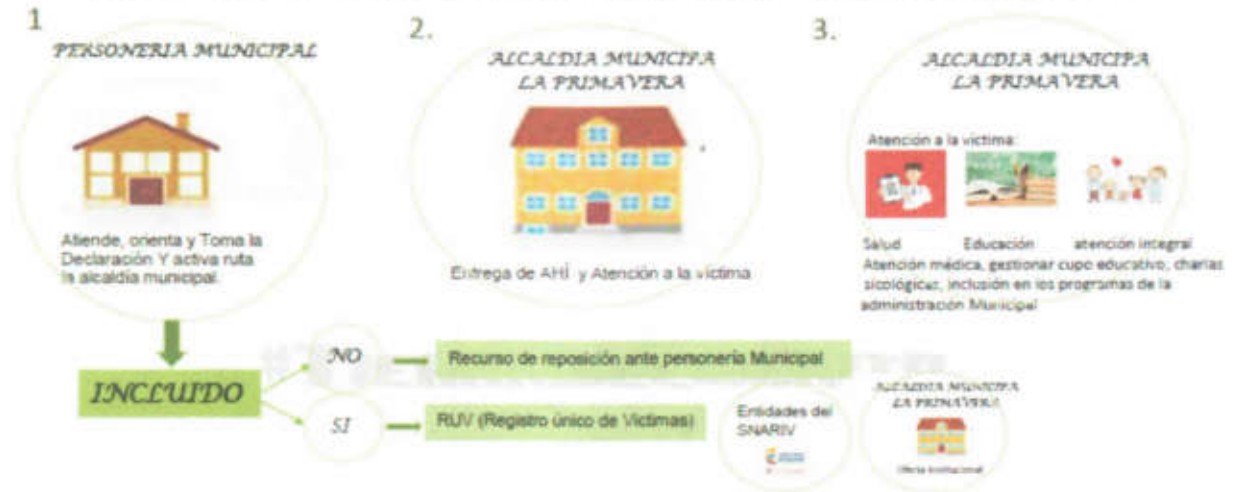 1
PERSONERIA MUNICIPAL
Atiende, orienta y Toma la
Declaración Y activa ruta
la alcaldía municipal.
2.
ALCALDIA MUNICIPA
LA PRIMAVERA
Entrega de AHÍ y Atención a la víctima
3.
ALCALDIA MUNICIPA
LA PRIMAVERA
Atención a la victima:
Salud Educación atención integral
Atención médica, gestionar cupo educativo, charlas
sicológicas, inclusión en los programas de la
administración Municipal
INCLUIDO
NO
Recurso de reposición ante personería Municipal
SI
RUV (Registro único de Victimas)
Entidades del
SNARIV
ALCALDIA MUNICIPA
LA PRIMAVERA
Oferta Institucional